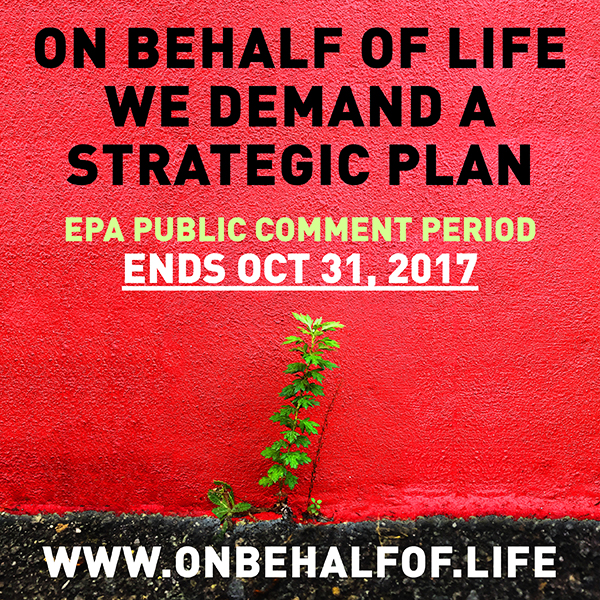 ON BEHALF OF LIFE
WE DEMAND A
STRATEGIC PLAN
EPA PUBLIC COMMENT PERIOD
ENDS OCT 31, 2017
WWW.ONBEHALFOF.LIFE